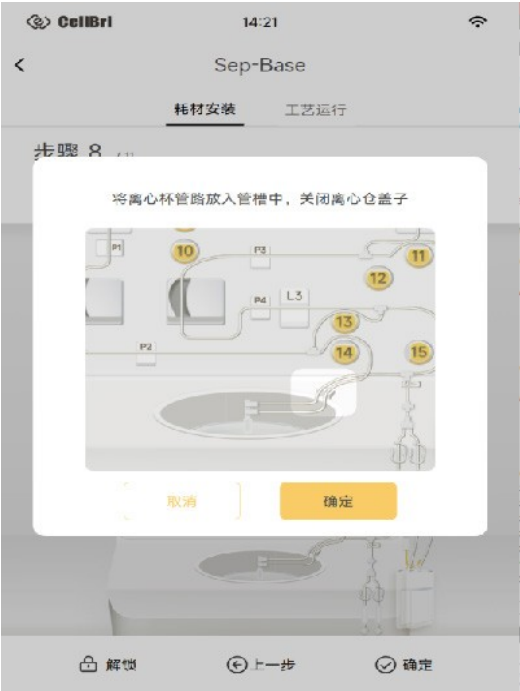 CellBri 14:21
Sep-Base
耗材安装 工艺运行
步骤 8
将离心杯管路放入管槽中，关闭离心仓盖子
P1 10 P3 11
12
P4 L3
13
P2 14 15
取消 确定
解锁 上一步 确定